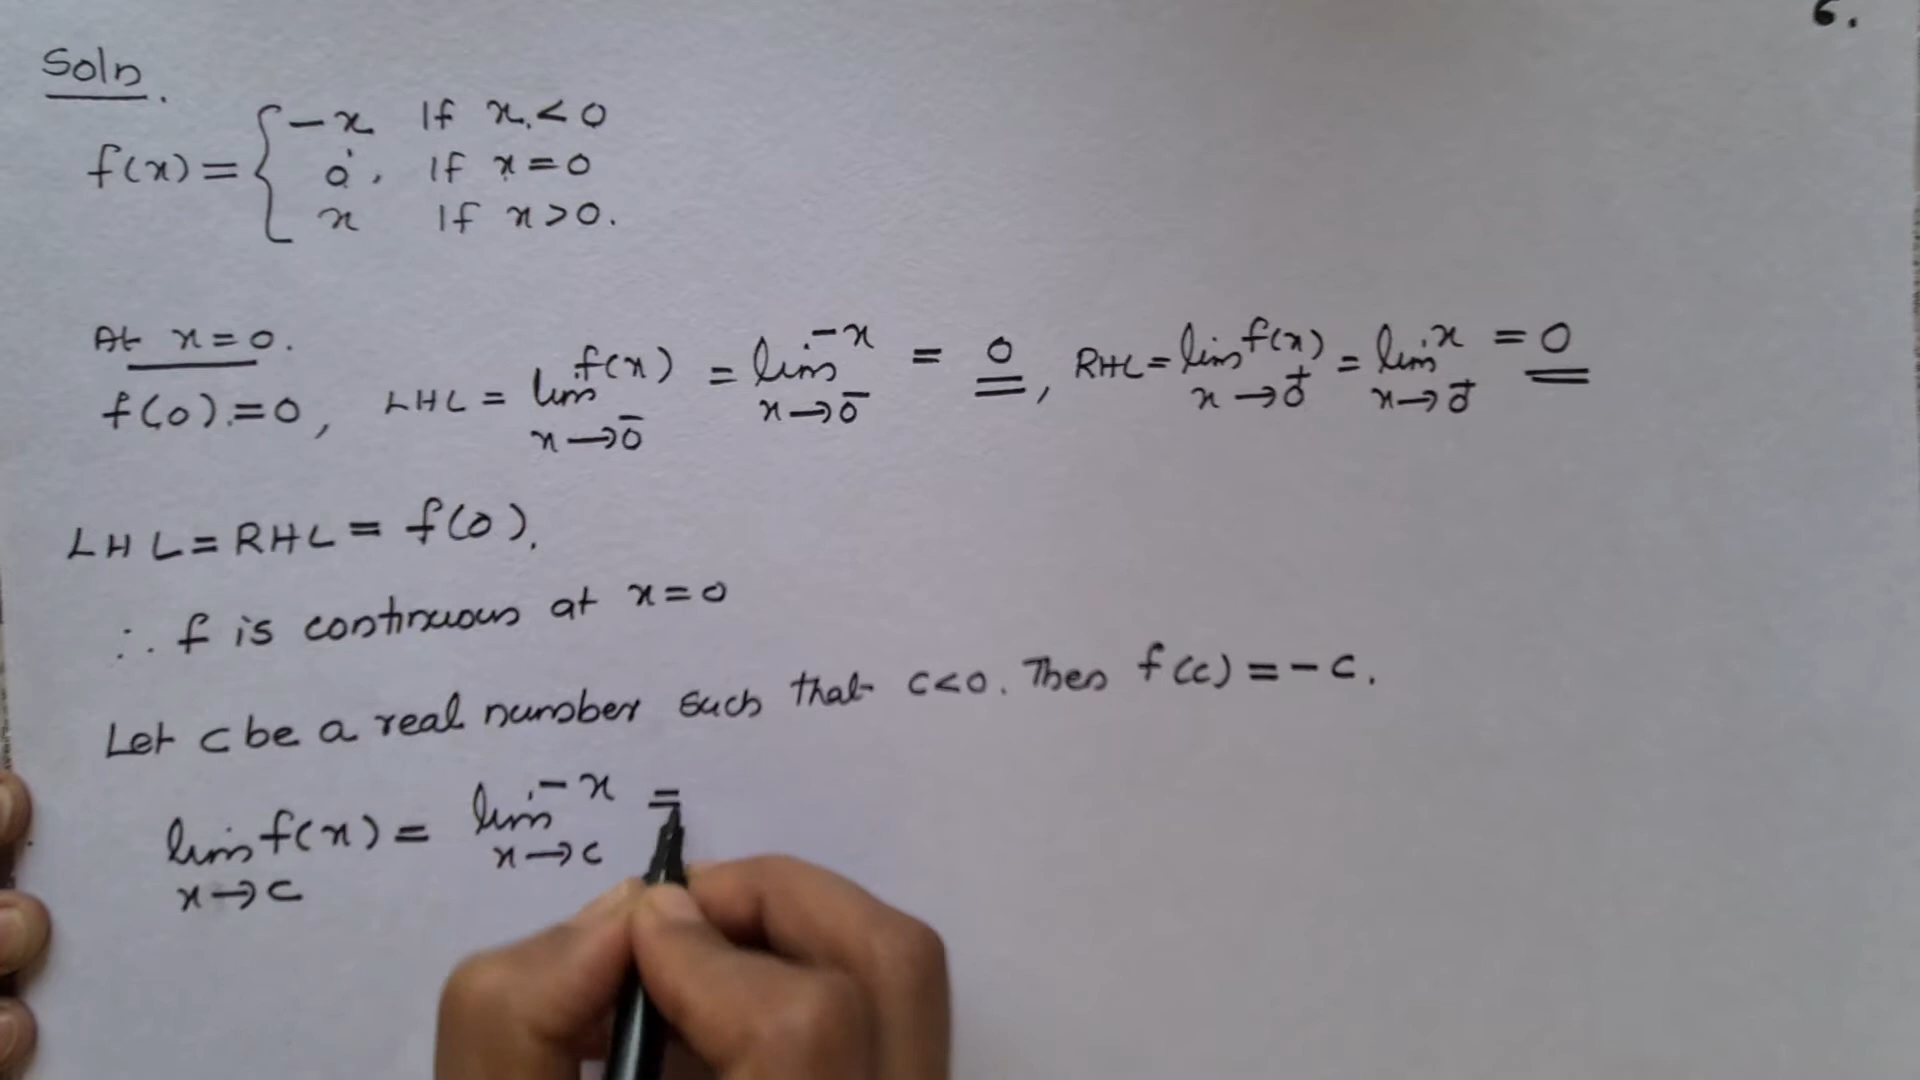 6.
Soln.
f(x) = { -x If x < 0
0, If x = 0
x If x > 0.
At x = 0.
f(0) = 0, LHL = lim f(x) = lim -x = 0, RHL = lim f(x) = lim x = 0
x→0⁻ x→0⁻ x→0⁺ x→0⁺
LHL = RHL = f(0).
∴ f is continuous at x = 0
Let c be a real number such that c<0. Then f(c) = -c.
lim f(x) = lim -x =
x→c x→c